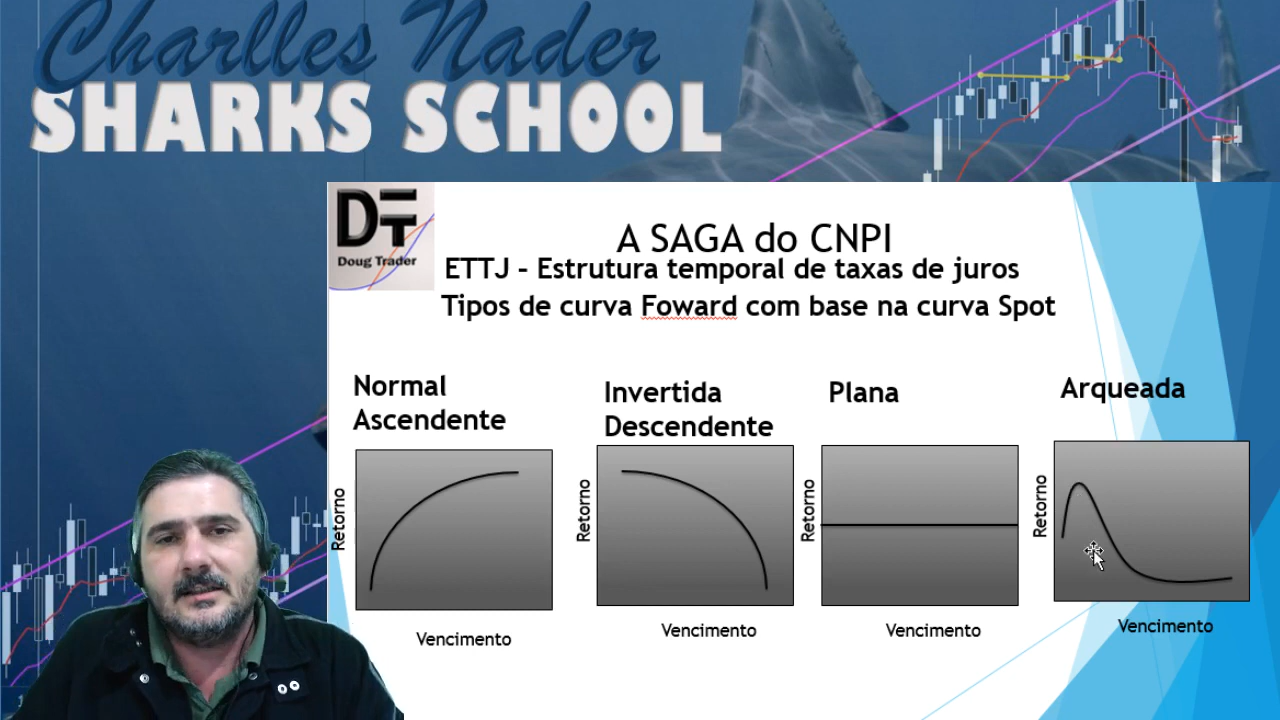 Charlles Nader
SHARKS SCHOOL
DT
Doug Trader
A SAGA do CNPI
ETTJ - Estrutura temporal de taxas de juros
Tipos de curva Foward com base na curva Spot
Normal
Ascendente
Invertida
Descendente
Plana
Arqueada
Retorno
Retorno
Retorno
Retorno
Vencimento
Vencimento
Vencimento
Vencimento